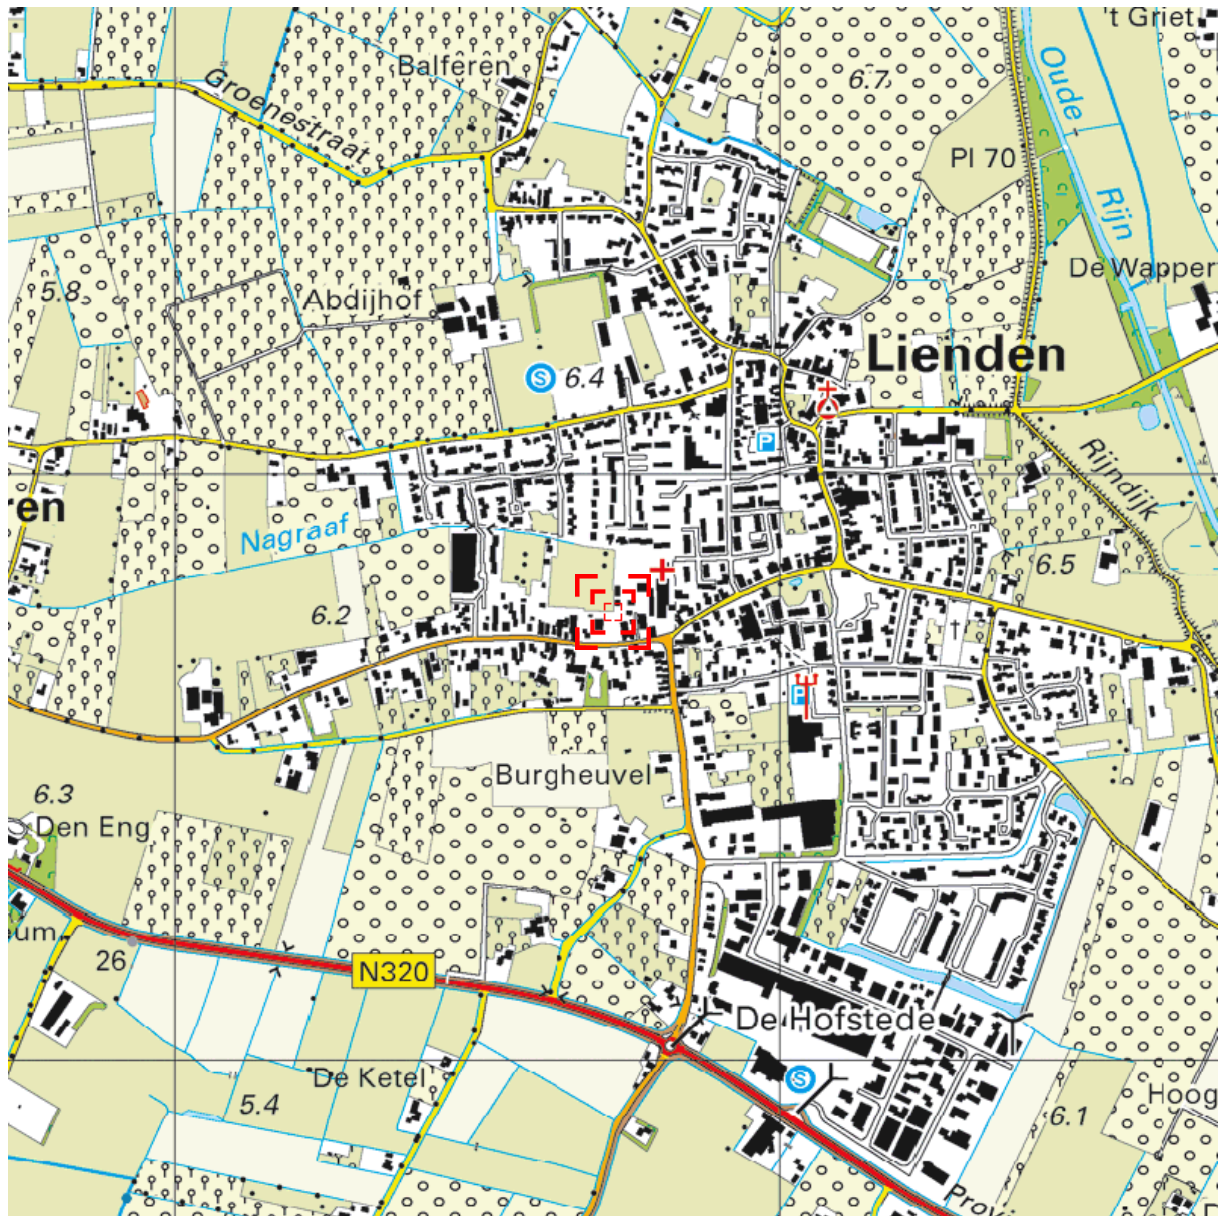 't Griet
Balferen
6.7
Oude
Groenestraat
Pl 70
Rijn
De Wapper
5.8
Abdijhof
Lienden
S 6.4
P
Rijndijk
en
Nagraaf
6.5
6.2
P
Burgheuvel
6.3
Den Eng
um
26
N320
De Hofstede
De Ketel
S
5.4
Hoog
6.1
Provi